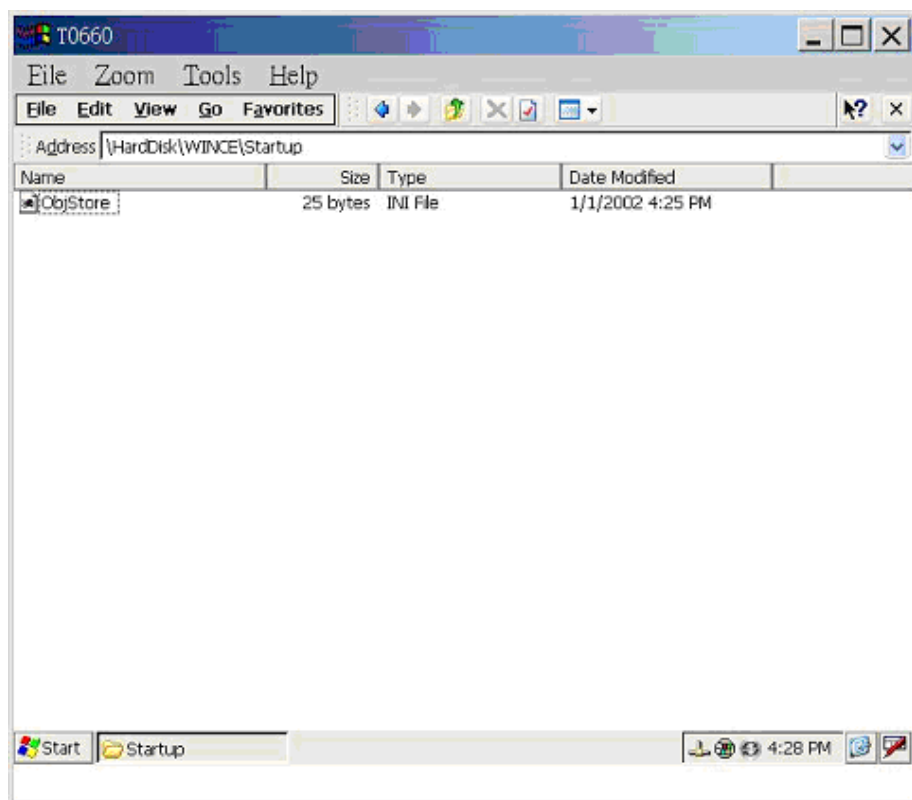 T0660
File Zoom Tools Help
File Edit View Go Favorites
Address \HardDisk\WINCE\Startup
Name Size Type Date Modified
ObjStore 25 bytes INI File 1/1/2002 4:25 PM
Start Startup 4:28 PM